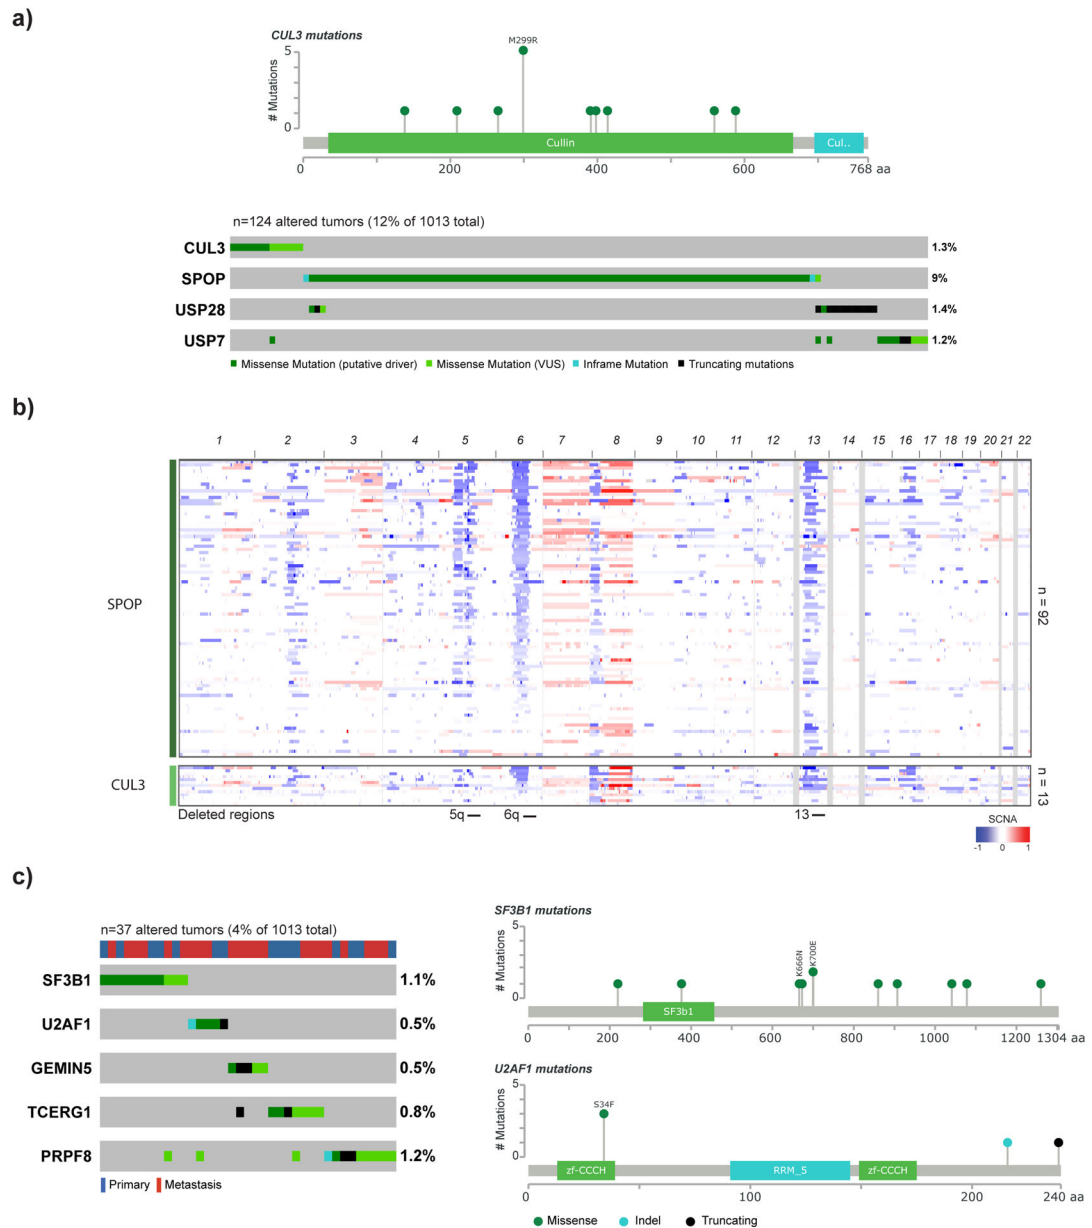 a)
CUL3 mutations
M299R
# Mutations
5
0
Cullin
Cul..
0
200
400
600
768 aa
n=124 altered tumors (12% of 1013 total)
CUL3
1.3%
SPOP
9%
USP28
1.4%
USP7
1.2%
Missense Mutation (putative driver)
Missense Mutation (VUS)
Inframe Mutation
Truncating mutations
b)
1 2 3 4 5 6 7 8 9 10 11 12 13 14 15 16 17 18 19 20 21 22
SPOP
n = 92
CUL3
n = 13
Deleted regions
5q
6q
13
SCNA
-1 0 1
c)
n=37 altered tumors (4% of 1013 total)
SF3B1
1.1%
U2AF1
0.5%
GEMIN5
0.5%
TCERG1
0.8%
PRPF8
1.2%
Primary
Metastasis
SF3B1 mutations
# Mutations
5
0
K666N
K700E
SF3b1
0 200 400 600 800 1000 1200 1304 aa
U2AF1 mutations
# Mutations
5
0
S34F
zf-CCCH
RRM_5
zf-CCCH
0 100 200 240 aa
Missense
Indel
Truncating